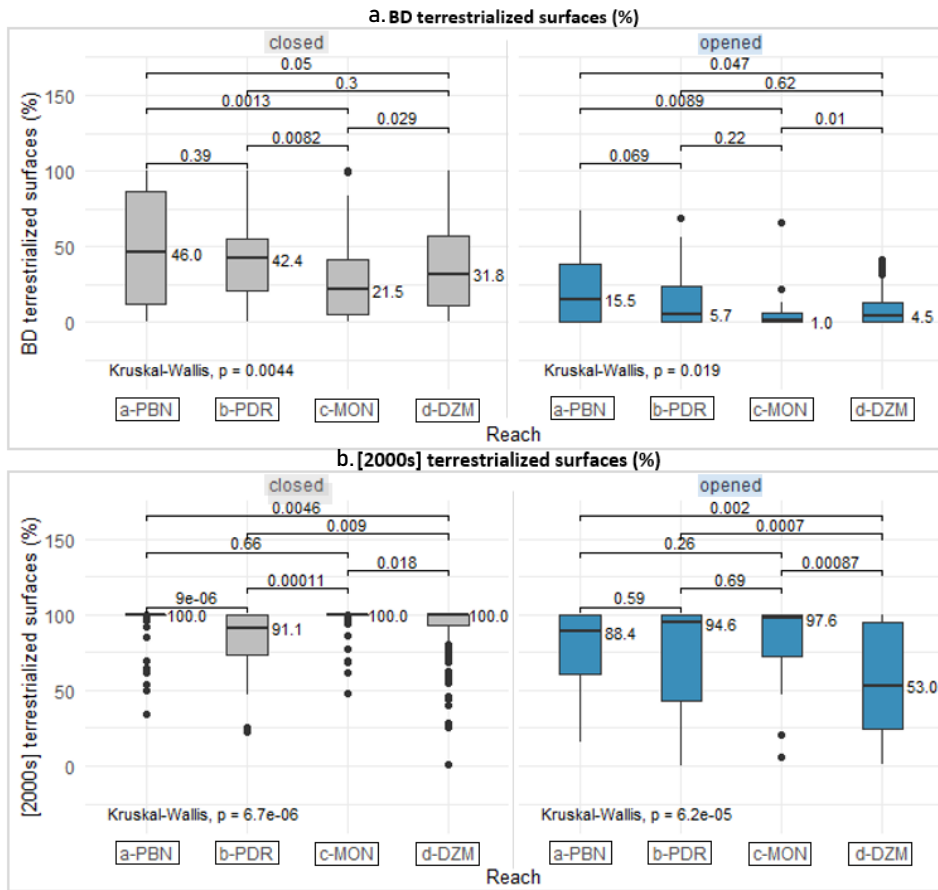 a. BD terrestrialized surfaces (%)
closed
opened
0.05
0.3
0.0013
0.029
0.0082
0.39
0.047
0.62
0.0089
0.01
0.22
0.069
BD terrestrialized surfaces (%)
150
100
50
0
46.0
42.4
21.5
31.8
15.5
5.7
1.0
4.5
Kruskal-Wallis, p = 0.0044
Kruskal-Wallis, p = 0.019
a-PBN b-PDR c-MON d-DZM
a-PBN b-PDR c-MON d-DZM
Reach
b. [2000s] terrestrialized surfaces (%)
closed
opened
0.0046
0.009
0.66
0.018
0.00011
9e-06
0.002
0.0007
0.26
0.00087
0.69
0.59
[2000s] terrestrialized surfaces (%)
150
100
50
0
100.0
91.1
100.0
100.0
88.4
94.6
97.6
53.0
Kruskal-Wallis, p = 6.7e-06
Kruskal-Wallis, p = 6.2e-05
a-PBN b-PDR c-MON d-DZM
a-PBN b-PDR c-MON d-DZM
Reach